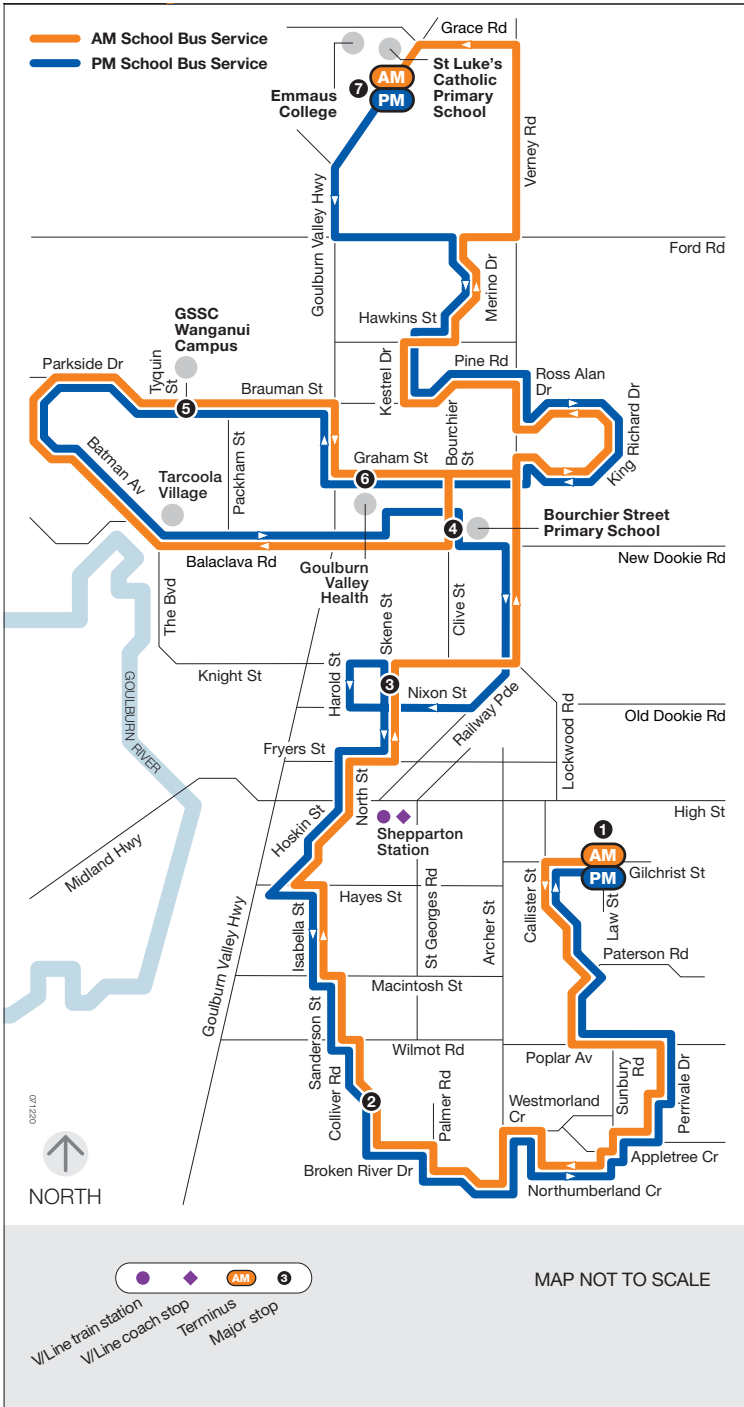 AM School Bus Service
PM School Bus Service
Grace Rd
St Luke's
Catholic
Primary
School
Emmaus
College
7
AM
PM
Verney Rd
Goulburn Valley Hwy
Ford Rd
Merino Dr
Hawkins St
GSSC
Wanganui
Campus
Parkside Dr
Tyquin
St
Brauman St
Kestrel Dr
Pine Rd
Ross Alan
Dr
King Richard Dr
5
Bourchier
St
Graham St
6
Batman Av
Packham St
Tarcoola
Village
4
Bourchier Street
Primary School
Balaclava Rd
Goulburn
Valley
Health
New Dookie Rd
The Bvd
Skene St
Clive St
Knight St
Harold St
3
Nixon St
Railway Pde
Lockwood Rd
Old Dookie Rd
GOULBURN RIVER
Fryers St
North St
Hoskin St
High St
Shepparton
Station
Midland Hwy
1
AM
PM
Gilchrist St
Callister St
Law St
Hayes St
Isabella St
St Georges Rd
Archer St
Goulburn Valley Hwy
Paterson Rd
Macintosh St
Sanderson St
Wilmot Rd
Poplar Av
Sunbury
Rd
Perrivale Dr
Colliver Rd
2
Palmer Rd
Westmorland
Cr
Appletree Cr
Broken River Dr
Northumberland Cr
071220
NORTH
MAP NOT TO SCALE
AM
3
V/Line train station
V/Line coach stop
Terminus
Major stop